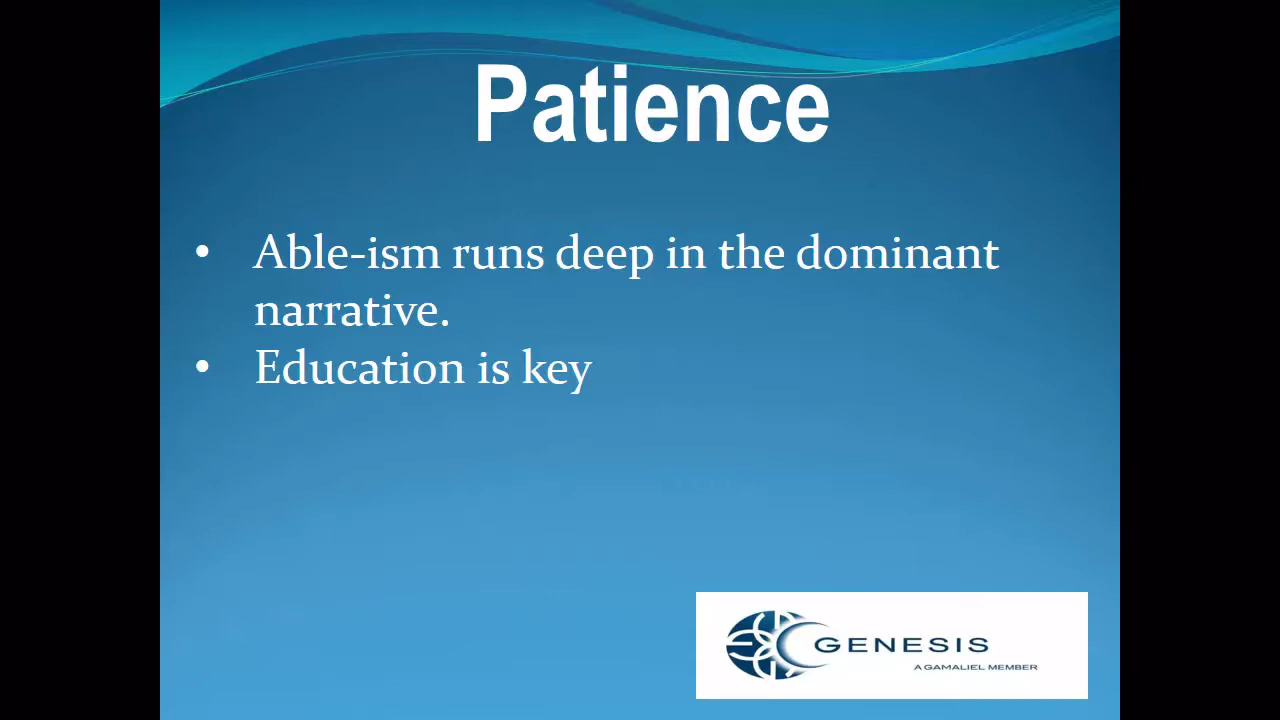 Patience
• Able-ism runs deep in the dominant
narrative.
• Education is key
GENESIS
A GAMALIEL MEMBER